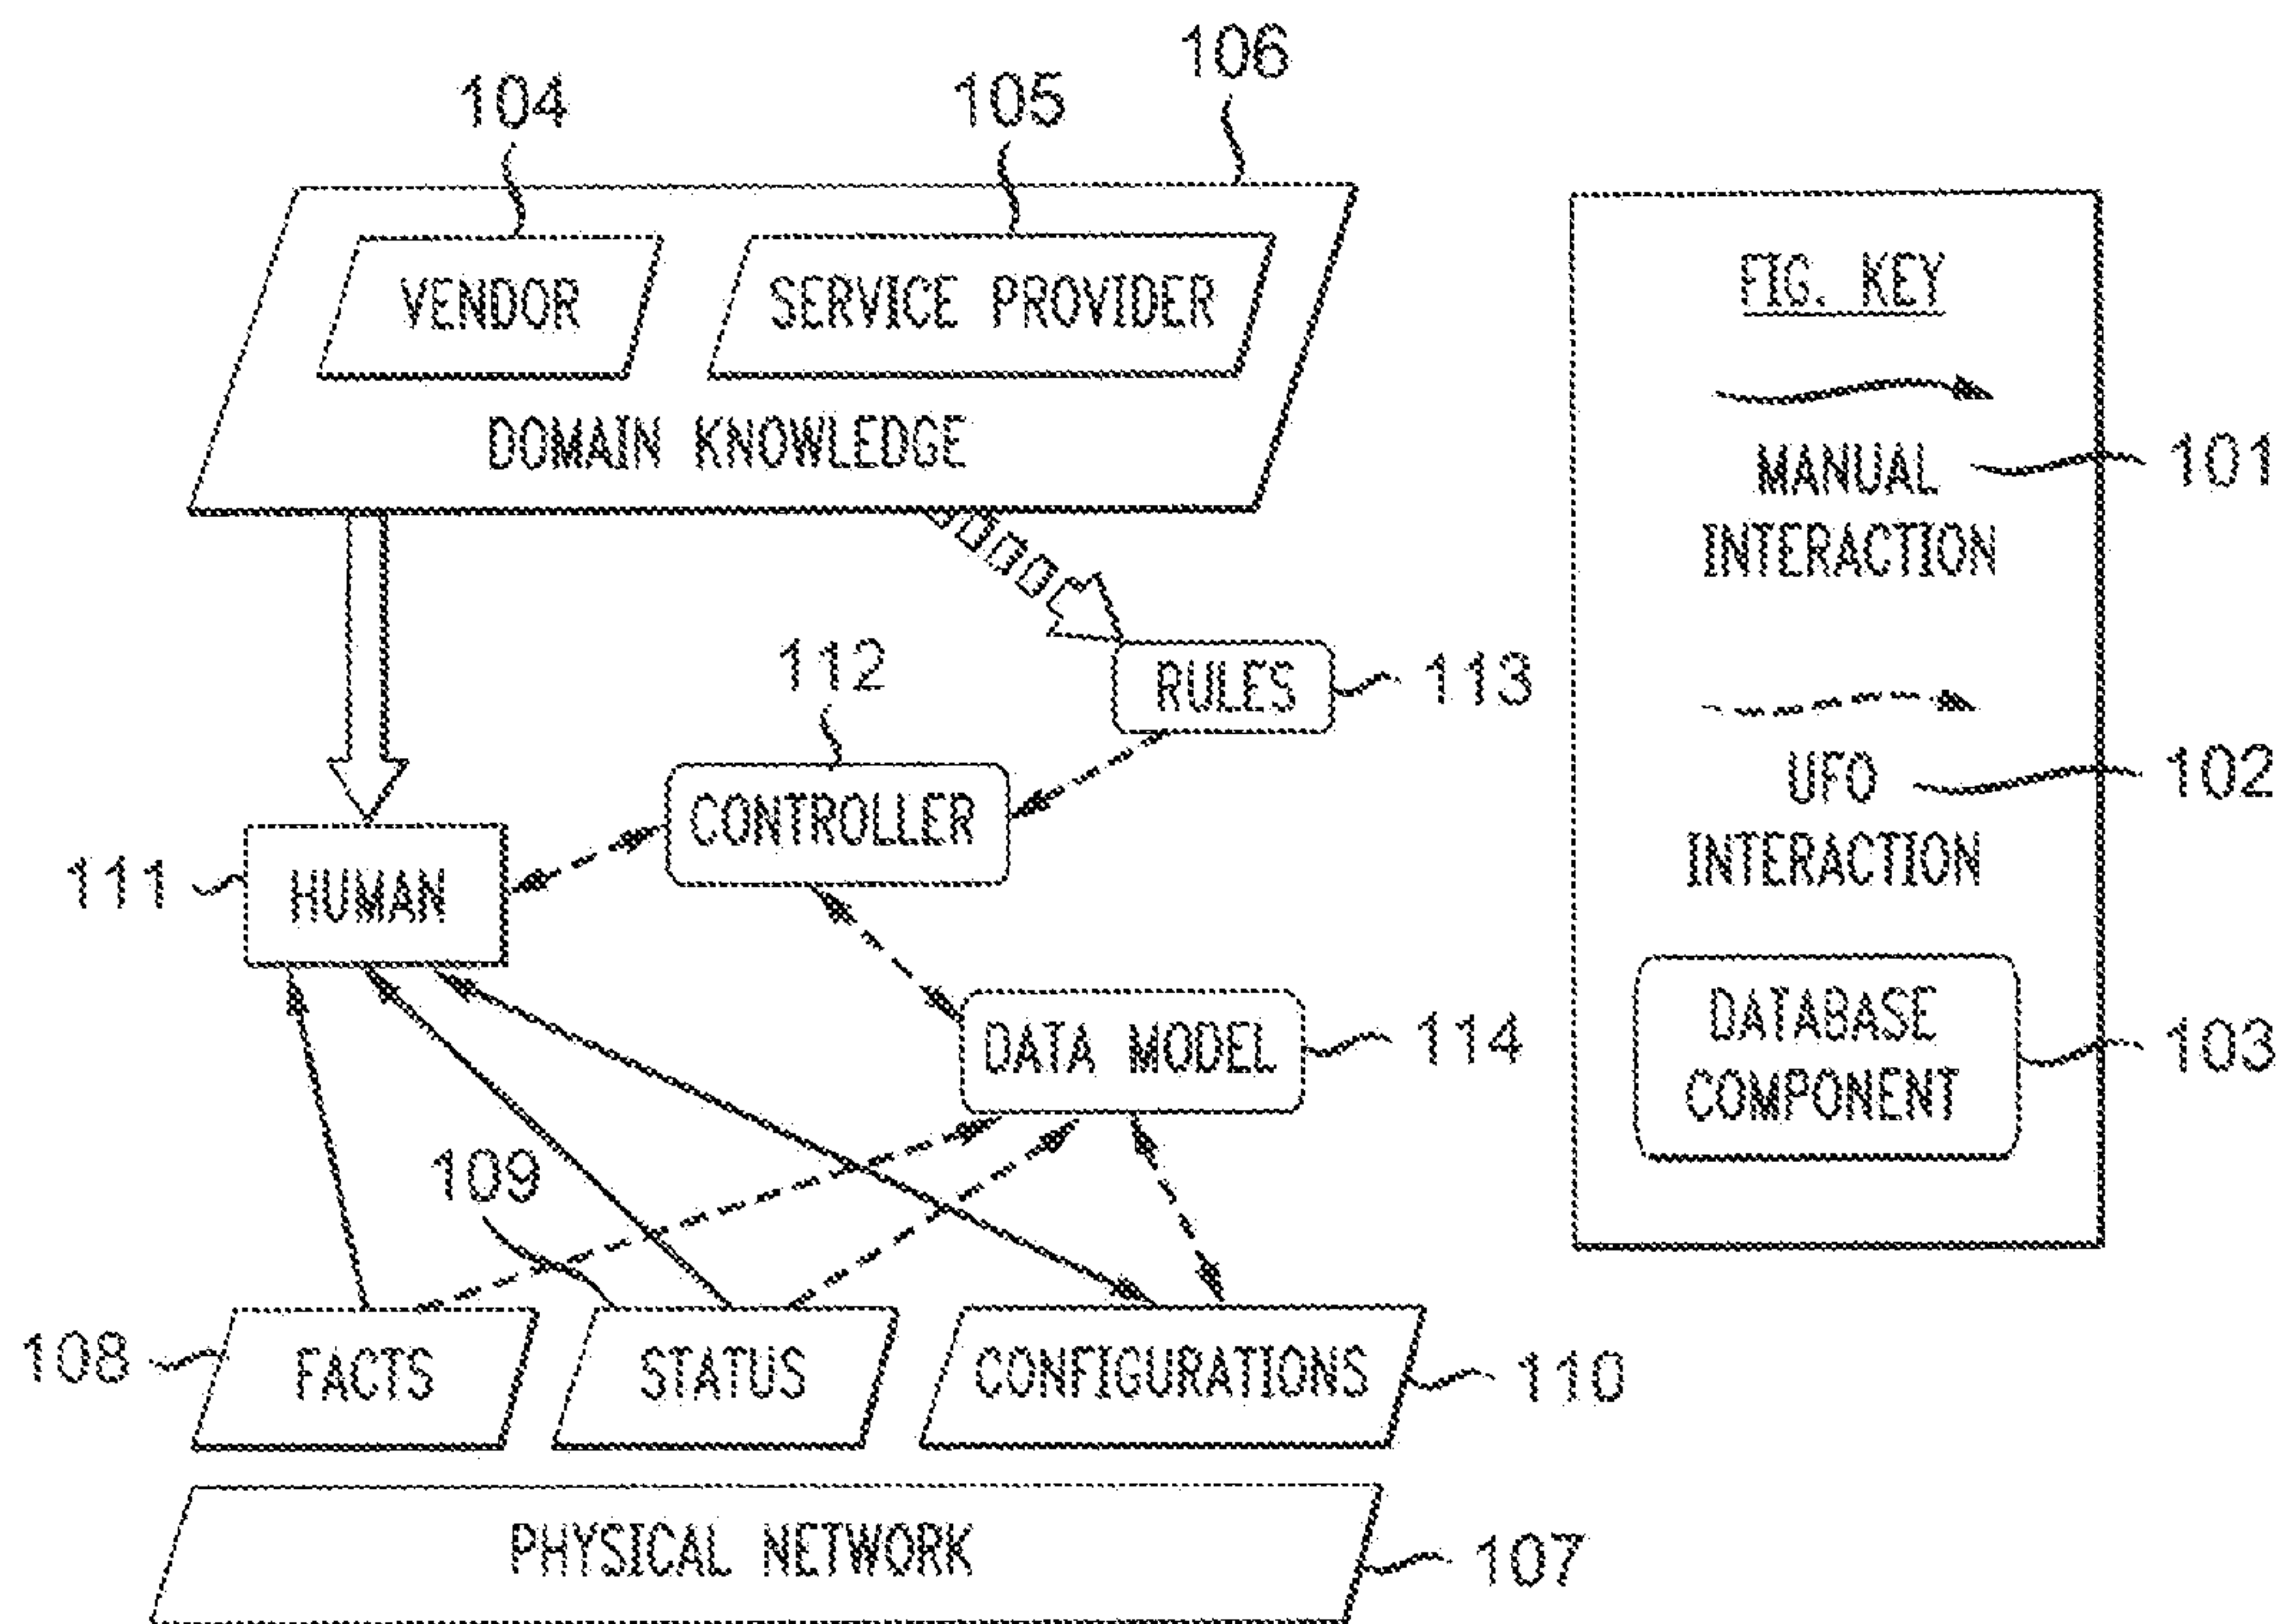 106
104
105
VENDOR
SERVICE PROVIDER
DOMAIN KNOWLEDGE
FIG. KEY
MANUAL
INTERACTION
101
112
RULES
113
CONTROLLER
UFO
INTERACTION
102
111
HUMAN
DATA MODEL
114
DATABASE
COMPONENT
103
109
108
FACTS
STATUS
CONFIGURATIONS
110
PHYSICAL NETWORK
107